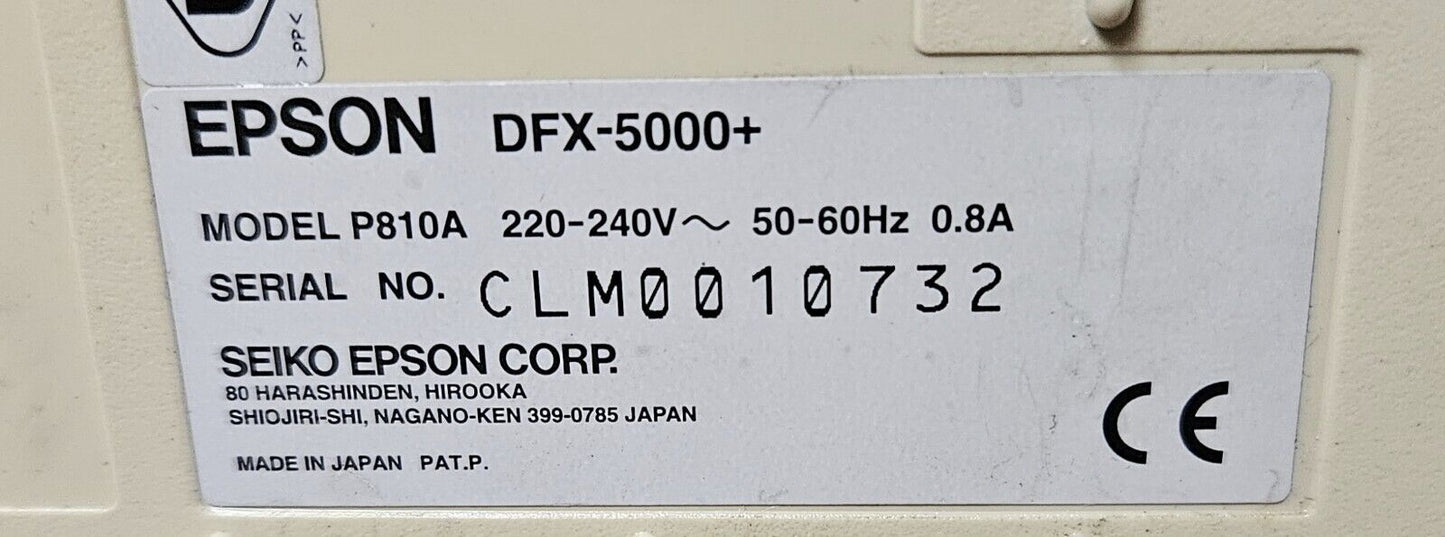 >PP<
EPSON DFX-5000+
MODEL P810A 220-240V～ 50-60Hz 0.8A
SERIAL NO. CLM0010732
SEIKO EPSON CORP.
80 HARASHINDEN, HIROOKA
SHIOJIRI-SHI, NAGANO-KEN 399-0785 JAPAN
MADE IN JAPAN PAT.P.
CE